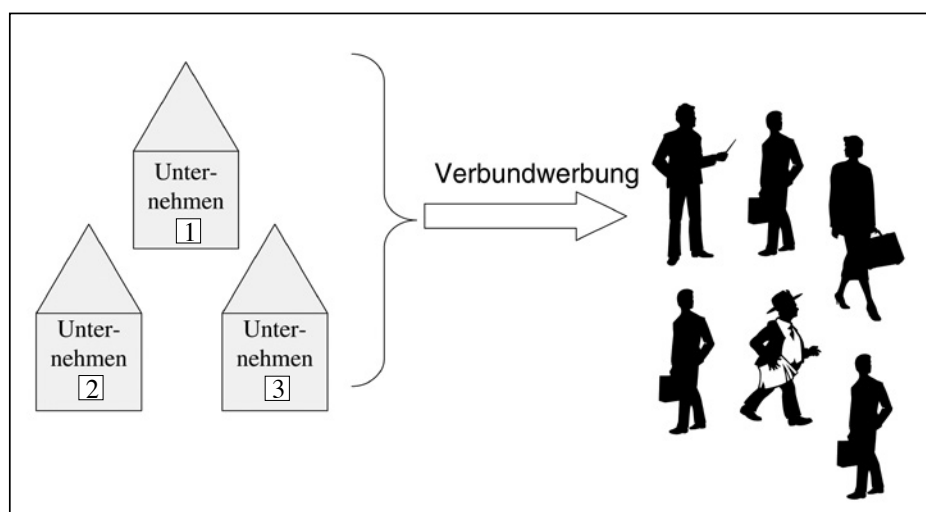 Unter-
nehmen
1
Verbundwerbung
Unter-
nehmen
2
Unter-
nehmen
3